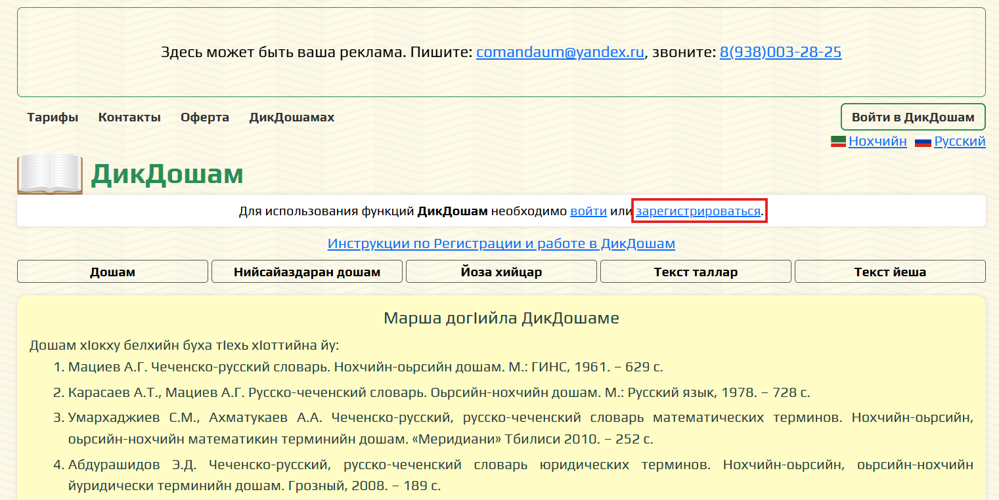 Здесь может быть ваша реклама. Пишите: comandaum@yandex.ru, звоните: 8(938)003-28-25
Тарифы Контакты Оферта ДикДошамах Войти в ДикДошам
Нохчийн Русский
ДикДошам
Для использования функций ДикДошам необходимо войти или зарегистрироваться.
Инструкции по Регистрации и работе в ДикДошам
Дошам Нийсайаздаран дошам Йоза хийцар Текст таллар Текст йеша
Марша догӀийла ДикДошаме
Дошам хӀокху белхийн буха тӀехь хӀоттийна йу:
1. Мациев А.Г. Чеченско-русский словарь. Нохчийн-оьрсийн дошам. М.: ГИНС, 1961. – 629 с.
2. Карасаев А.Т., Мациев А.Г. Русско-чеченский словарь. Оьрсийн-нохчийн дошам. М.: Русский язык, 1978. – 728 с.
3. Умархаджиев С.М., Ахматукаев А.А. Чеченско-русский, русско-чеченский словарь математических терминов. Нохчийн-оьрсийн,
оьрсийн-нохчийн математикин терминийн дошам. «Меридиани» Тбилиси 2010. – 252 с.
4. Абдурашидов Э.Д. Чеченско-русский, русско-чеченский словарь юридических терминов. Нохчийн-оьрсийн, оьрсийн-нохчийн
йуридически терминийн дошам. Грозный, 2008. – 189 с.